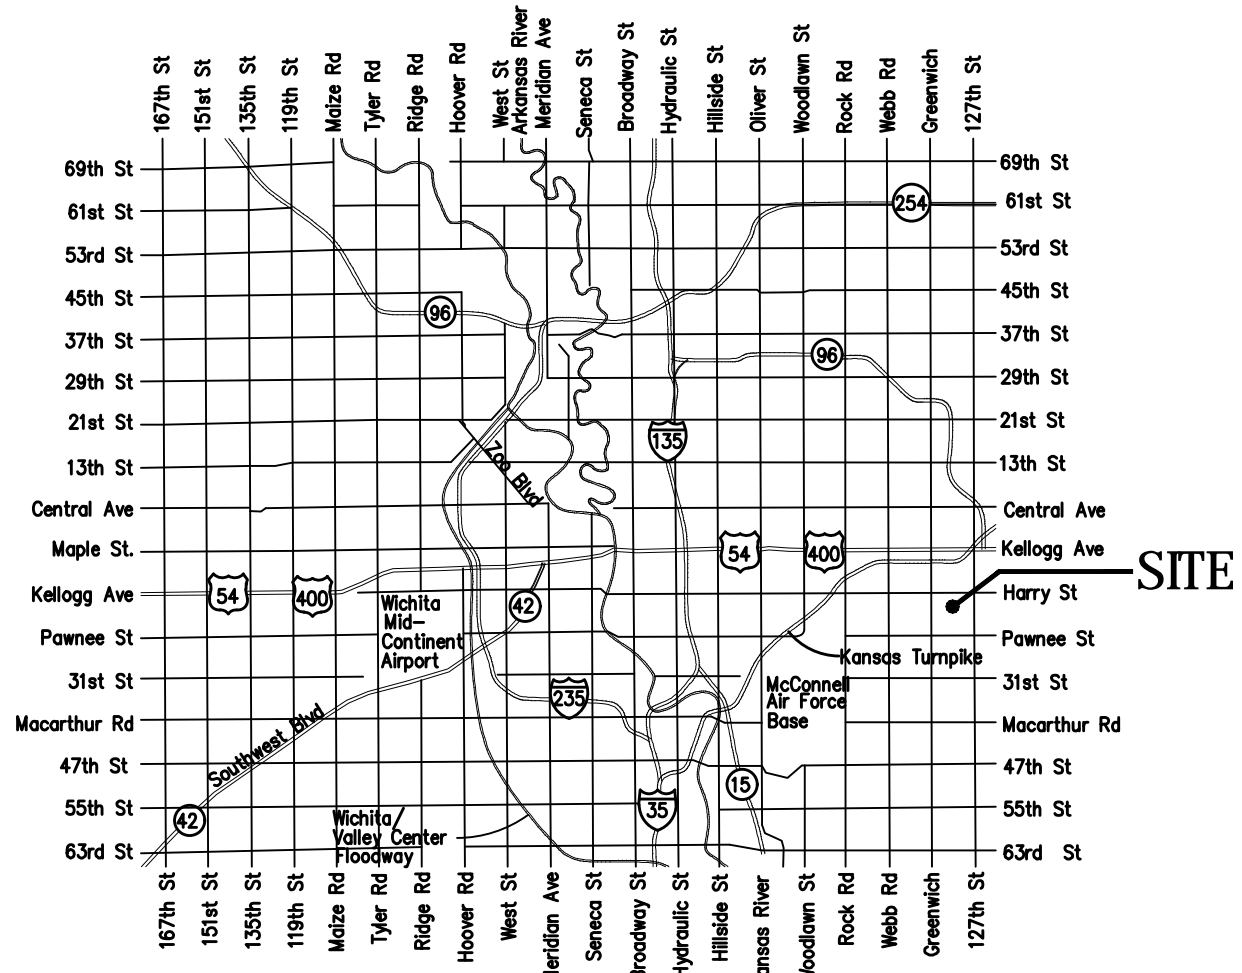 167th St
151st St
135th St
119th St
Maize Rd
Tyler Rd
Ridge Rd
Hoover Rd
West St
Arkansas River
Meridian Ave
Seneca St
Broadway St
Hydraulic St
Hillside St
Oliver St
Woodlawn St
Rock Rd
Webb Rd
Greenwich
127th St
69th St
69th St
61st St
254
61st St
53rd St
53rd St
45th St
45th St
96
37th St
37th St
96
29th St
29th St
21st St
21st St
135
13th St
13th St
Zoo Blvd
Central Ave
Central Ave
Maple St.
54
400
Kellogg Ave
SITE
Kellogg Ave
54
400
42
Harry St
Wichita
Mid-
Continent
Airport
Pawnee St
Pawnee St
Kansas Turnpike
31st St
31st St
235
McConnell
Air Force
Base
Macarthur Rd
Southwest Blvd
Macarthur Rd
47th St
47th St
15
55th St
55th St
42
35
Wichita/
Valley Center
Floodway
63rd St
63rd St
167th St
151st St
135th St
119th St
Maize Rd
Tyler Rd
Ridge Rd
Hoover Rd
West St
eridian Ave
Seneca St
Broadway St
Hydraulic St
Hillside St
ansas River
Woodlawn St
Rock Rd
Webb Rd
Greenwich
127th St